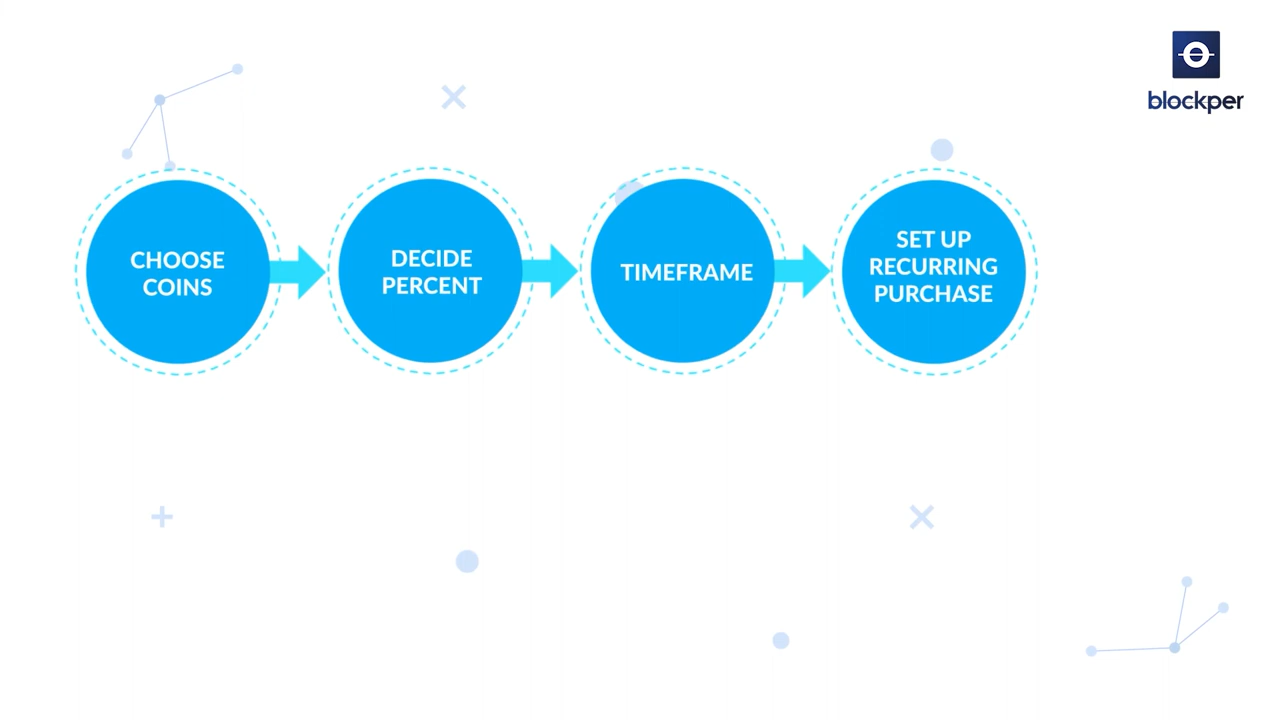 blockper
CHOOSE
COINS
DECIDE
PERCENT
TIMEFRAME
SET UP
RECURRING
PURCHASE